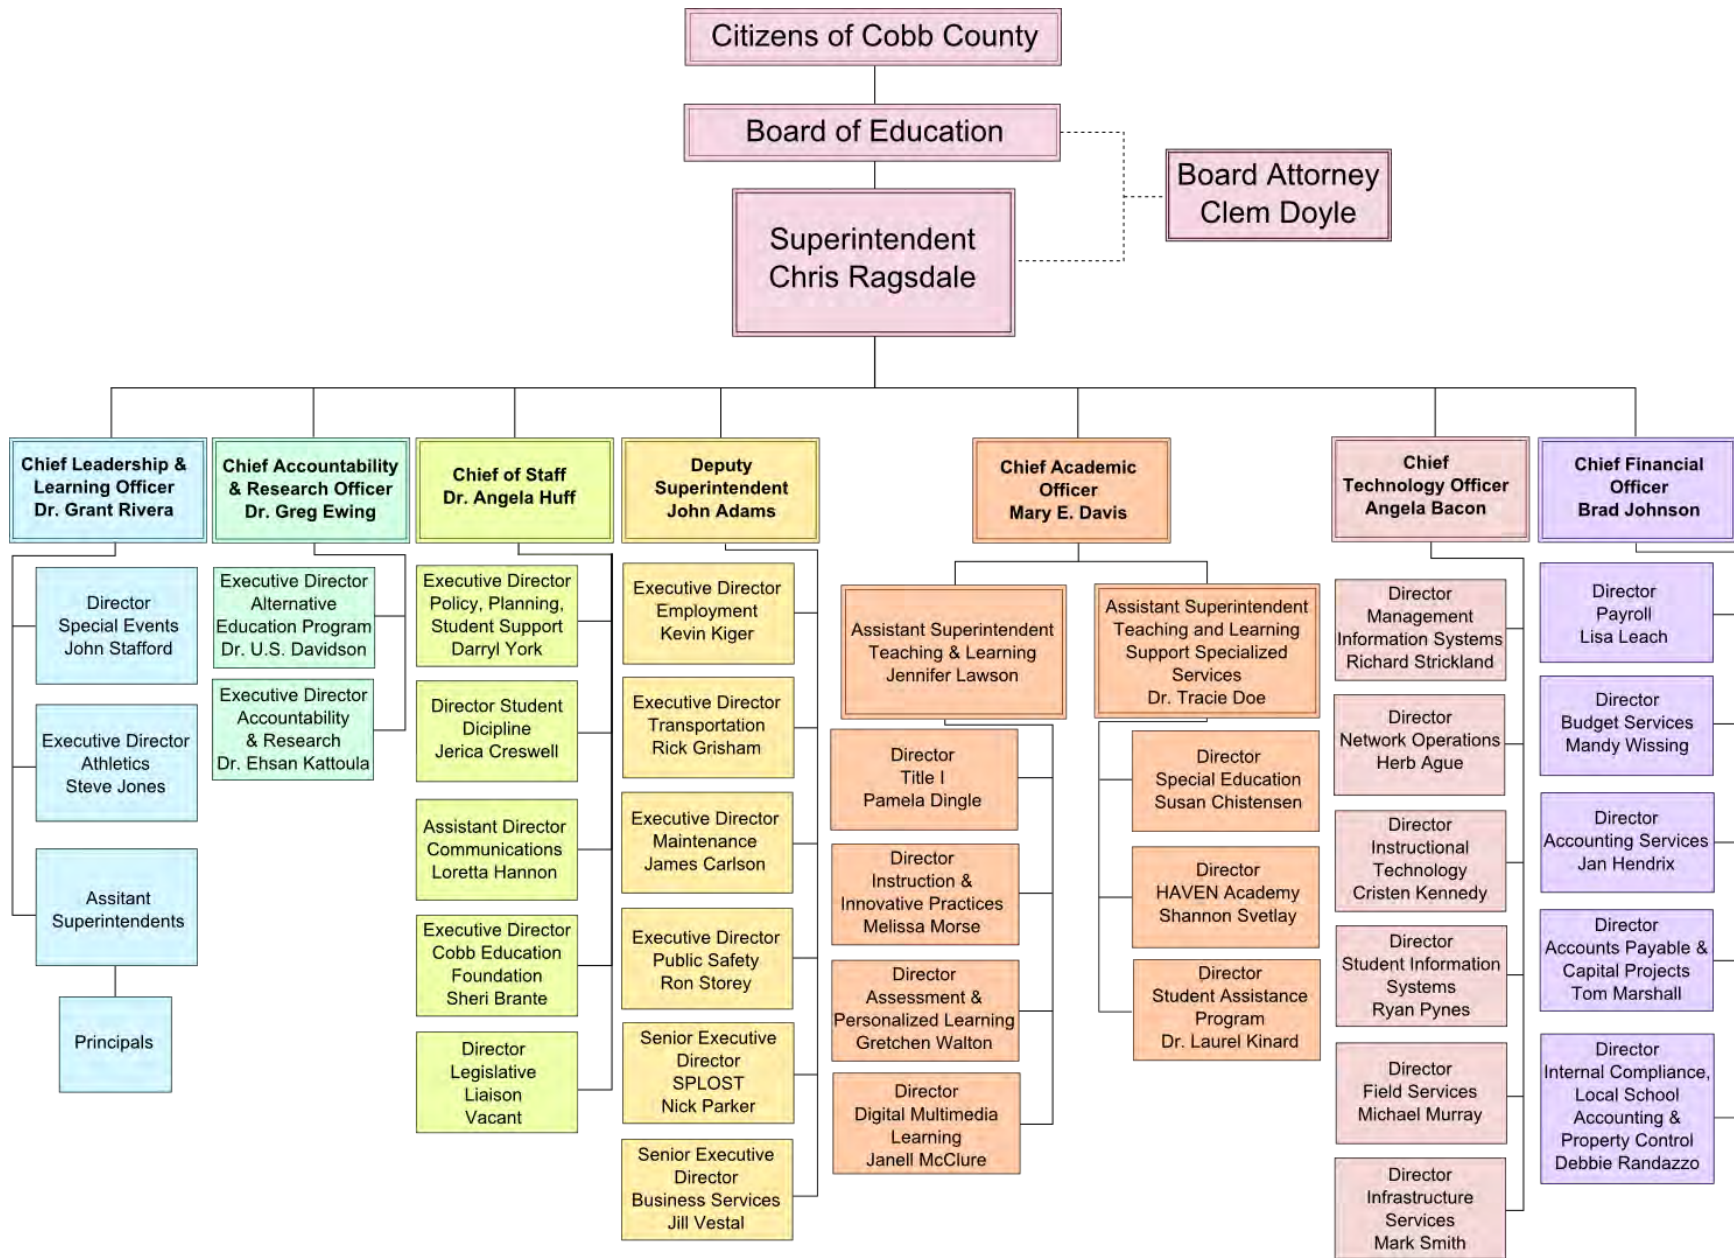 Citizens of Cobb County
Board of Education
Board Attorney
Clem Doyle
Superintendent
Chris Ragsdale
Chief Leadership &
Learning Officer
Dr. Grant Rivera
Director
Special Events
John Stafford
Executive Director
Athletics
Steve Jones
Assitant
Superintendents
Principals
Chief Accountability
& Research Officer
Dr. Greg Ewing
Executive Director
Alternative
Education Program
Dr. U.S. Davidson
Executive Director
Accountability
& Research
Dr. Ehsan Kattoula
Chief of Staff
Dr. Angela Huff
Executive Director
Policy, Planning,
Student Support
Darryl York
Director Student
Dicipline
Jerica Creswell
Assistant Director
Communications
Loretta Hannon
Executive Director
Cobb Education
Foundation
Sheri Brante
Director
Legislative
Liaison
Vacant
Deputy
Superintendent
John Adams
Executive Director
Employment
Kevin Kiger
Executive Director
Transportation
Rick Grisham
Executive Director
Maintenance
James Carlson
Executive Director
Public Safety
Ron Storey
Senior Executive
Director
SPLOST
Nick Parker
Senior Executive
Director
Business Services
Jill Vestal
Chief Academic
Officer
Mary E. Davis
Assistant Superintendent
Teaching & Learning
Jennifer Lawson
Director
Title I
Pamela Dingle
Director
Instruction &
Innovative Practices
Melissa Morse
Director
Assessment &
Personalized Learning
Gretchen Walton
Director
Digital Multimedia
Learning
Janell McClure
Assistant Superintendent
Teaching and Learning
Support Specialized
Services
Dr. Tracie Doe
Director
Special Education
Susan Chistensen
Director
HAVEN Academy
Shannon Svetlay
Director
Student Assistance
Program
Dr. Laurel Kinard
Chief
Technology Officer
Angela Bacon
Director
Management
Information Systems
Richard Strickland
Director
Network Operations
Herb Ague
Director
Instructional
Technology
Cristen Kennedy
Director
Student Information
Systems
Ryan Pynes
Director
Field Services
Michael Murray
Director
Infrastructure
Services
Mark Smith
Chief Financial
Officer
Brad Johnson
Director
Payroll
Lisa Leach
Director
Budget Services
Mandy Wissing
Director
Accounting Services
Jan Hendrix
Director
Accounts Payable &
Capital Projects
Tom Marshall
Director
Internal Compliance,
Local School
Accounting &
Property Control
Debbie Randazzo